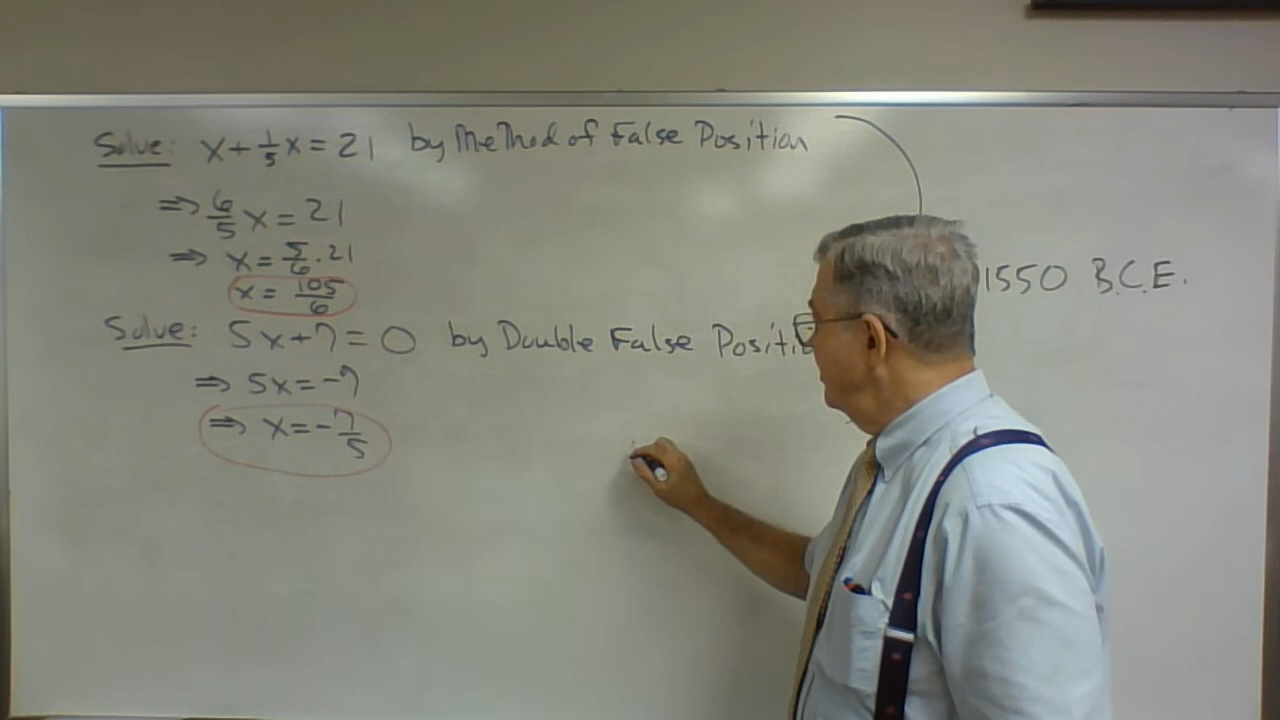 Solve: x + 1/5 x = 21 by Method of False Position
⇒ 6/5 x = 21
⇒ x = 5/6 · 21
x = 105/6
1550 B.C.E.
Solve: 5x + 7 = 0 by Double False Positi
⇒ 5x = -7
⇒ x = -7/5